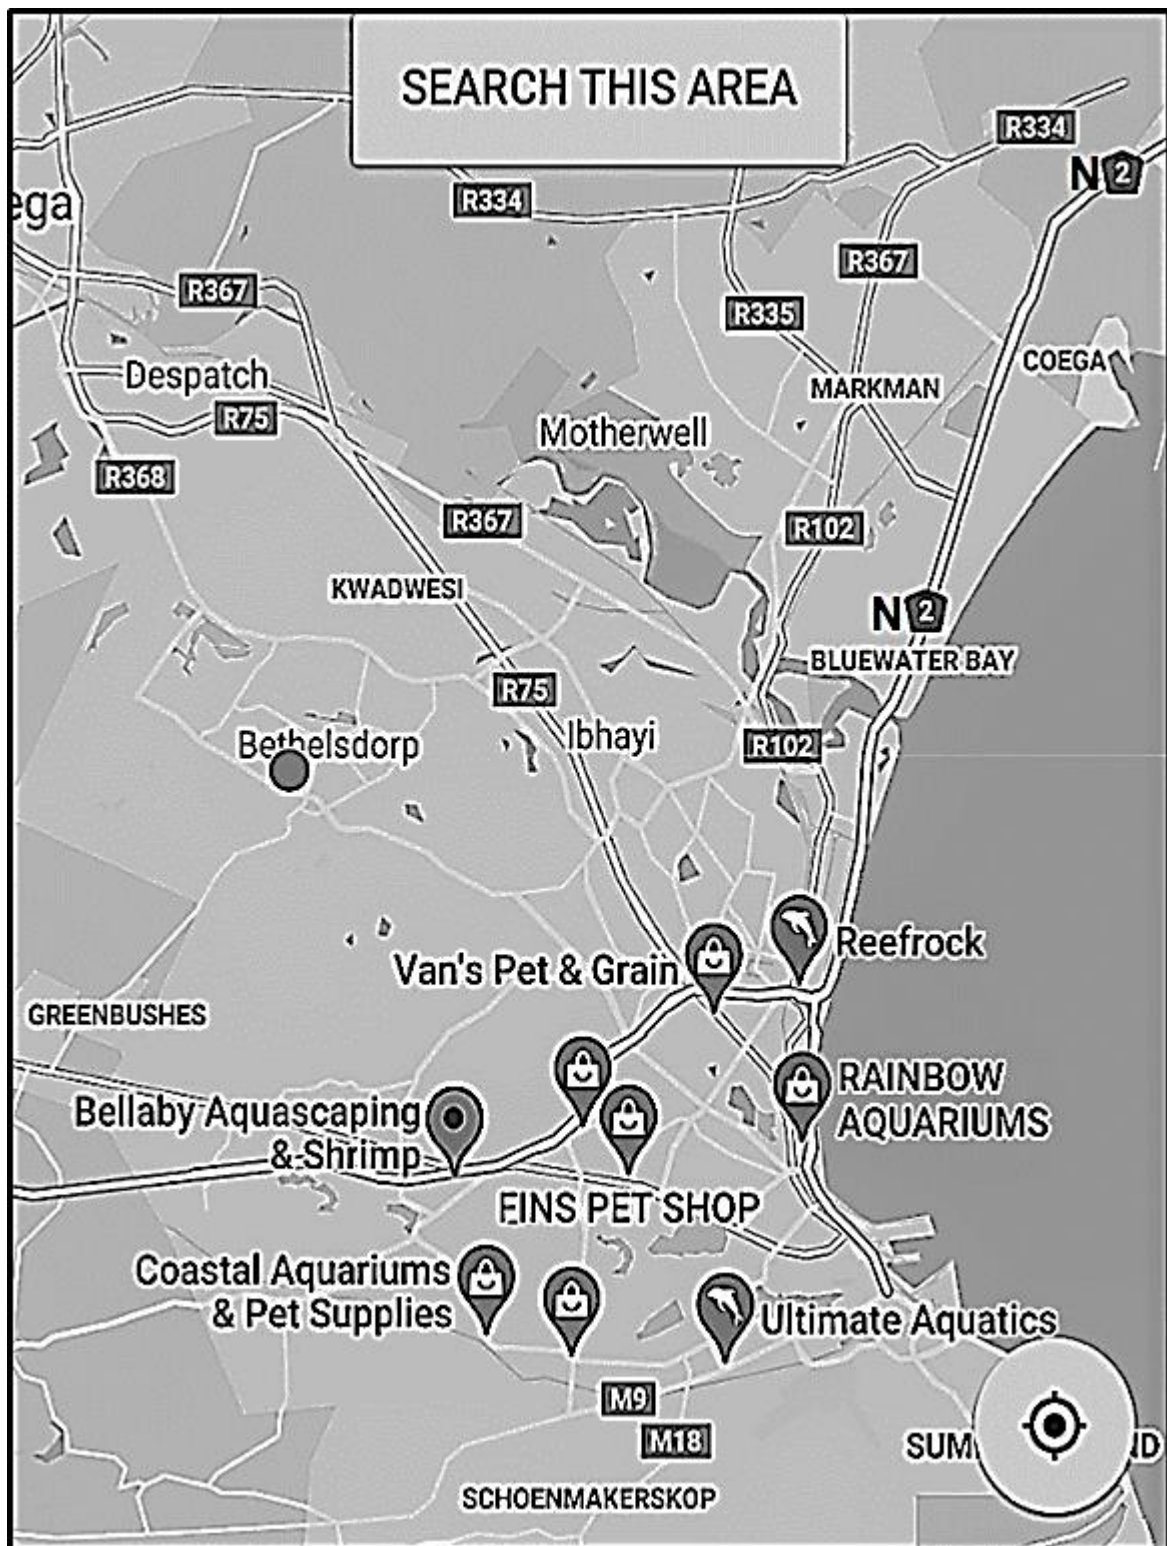 SEARCH THIS AREA
R334
N 2
R334
ega
R367
R367
R335
COEGA
Despatch
MARKMAN
R75
Motherwell
R368
R367
R102
KWADWESI
N 2
BLUEWATER BAY
R75
Bethelsdorp
Ibhayi
R102
Reefrock
Van's Pet & Grain
GREENBUSHES
RAINBOW
AQUARIUMS
Bellaby Aquascaping
& Shrimp
FINS PET SHOP
Coastal Aquariums
& Pet Supplies
Ultimate Aquatics
M9
M18
SCHOENMAKERSKOP